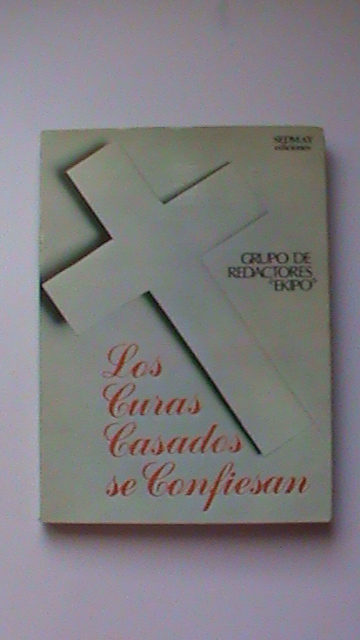 SEDMAY
ediciones
GRUPO DE
REDACTORES
"EKIPO"
Los
Curas
Casados
se Confiesan